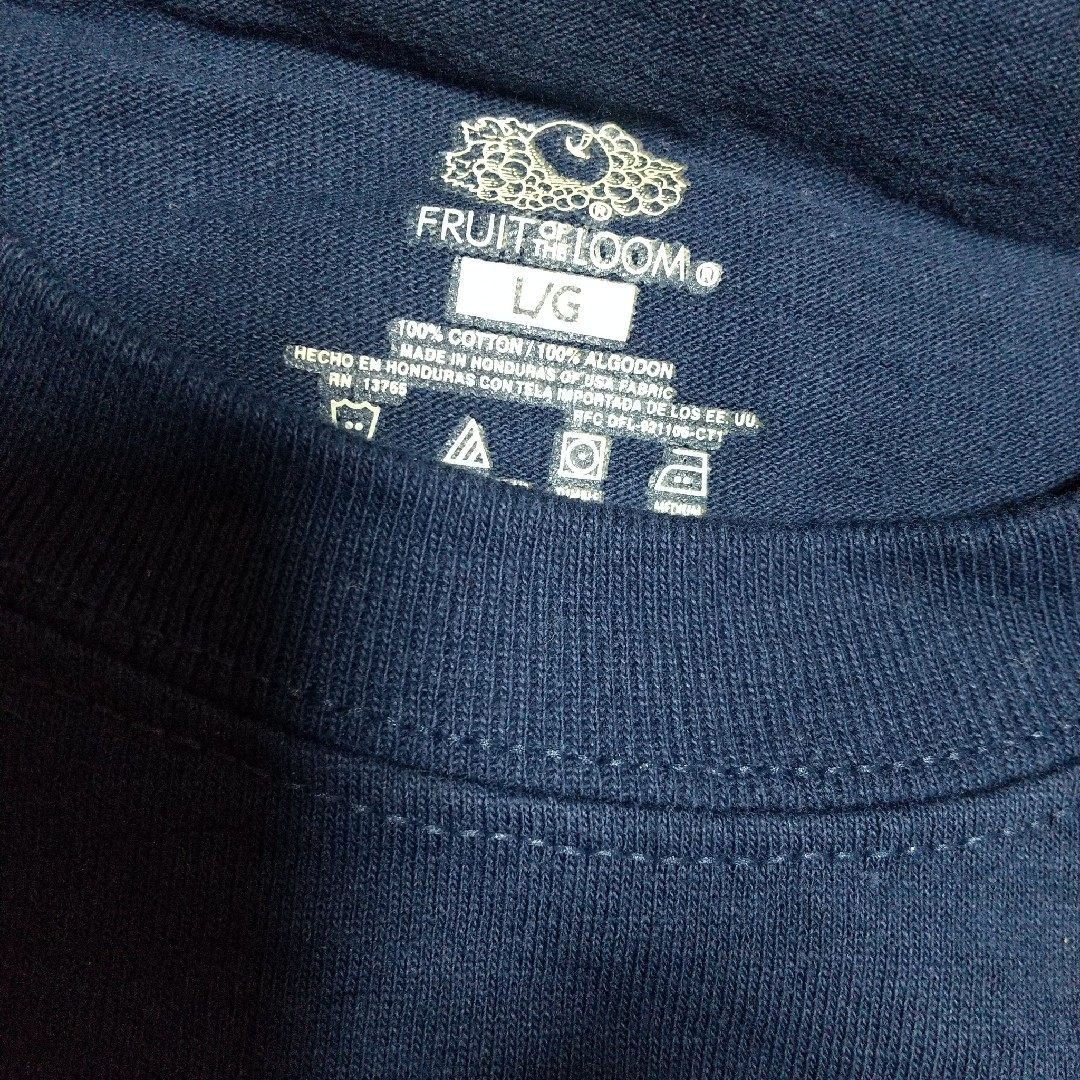 ®
FRUIT OF THE LOOM ®
L/G
100% COTTON / 100% ALGODON
MADE IN HONDURAS OF USA FABRIC
HECHO EN HONDURAS CON TELA IMPORTADA DE LOS EE. UU.
RN 13765
MEDIUM